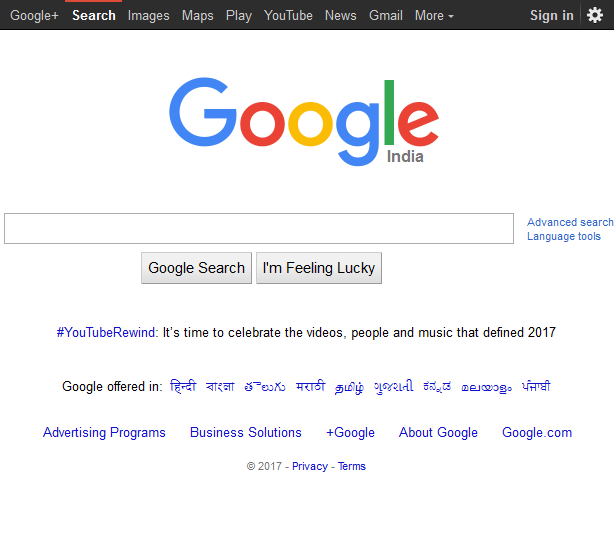 Google+ Search Images Maps Play YouTube News Gmail More Sign in
Google
India
Advanced search
Language tools
Google Search I'm Feeling Lucky
#YouTubeRewind: It's time to celebrate the videos, people and music that defined 2017
Google offered in: हिन्दी বাংলা తెలుగు मराठी தமிழ் ગુજરાતી ಕನ್ನಡ മലയാളം ਪੰਜਾਬੀ
Advertising Programs Business Solutions +Google About Google Google.com
© 2017 - Privacy - Terms